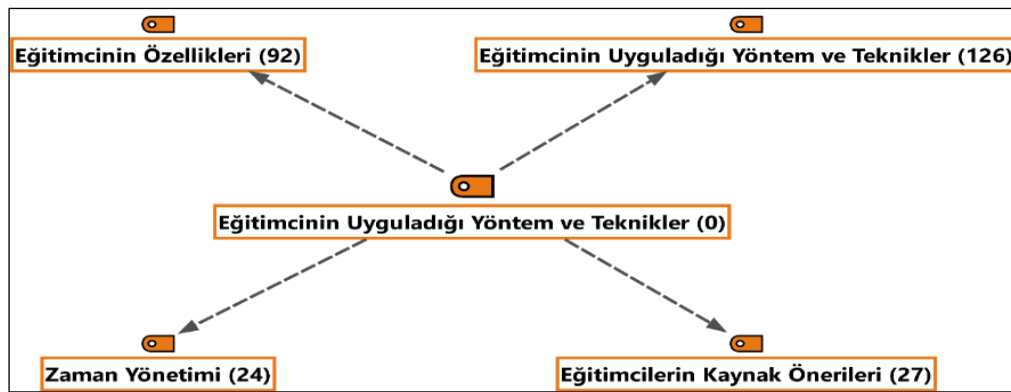 Eğitimcinin Özellikleri (92)
Eğitimcinin Uyguladığı Yöntem ve Teknikler (126)
Eğitimcinin Uyguladığı Yöntem ve Teknikler (0)
Zaman Yönetimi (24)
Eğitimcilerin Kaynak Önerileri (27)